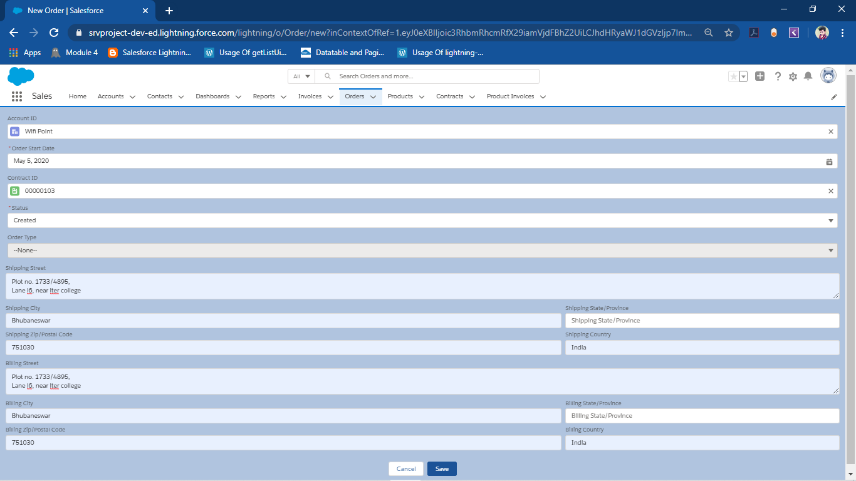 New Order | Salesforce
srvproject-dev-ed.lightning.force.com/lightning/o/Order/new?inContextOfRef=1.
Apps Module 4 Salesforce Lightnin... Usage Of getListUi... Datatable and Pagi... Usage Of lightning-...
All Search Orders and more...
Sales Home Accounts Contacts Dashboards Reports Invoices Orders Products Contracts Product Invoices
Account ID
Wifi Point
*Order Start Date
May 5, 2020
Contract ID
00000103
*Status
Created
Order Type
--None--
Shipping Street
Plot no. 1733/4895,
Lane i6, near iter college
Shipping City Shipping State/Province
Bhubaneswar Shipping State/Province
Shipping Zip/Postal Code Shipping Country
751030 India
Billing Street
Plot no. 1733/4895,
Lane i6, near iter college
Billing City Billing State/Province
Bhubaneswar Billing State/Province
Billing Zip/Postal Code Billing Country
751030 India
Cancel Save